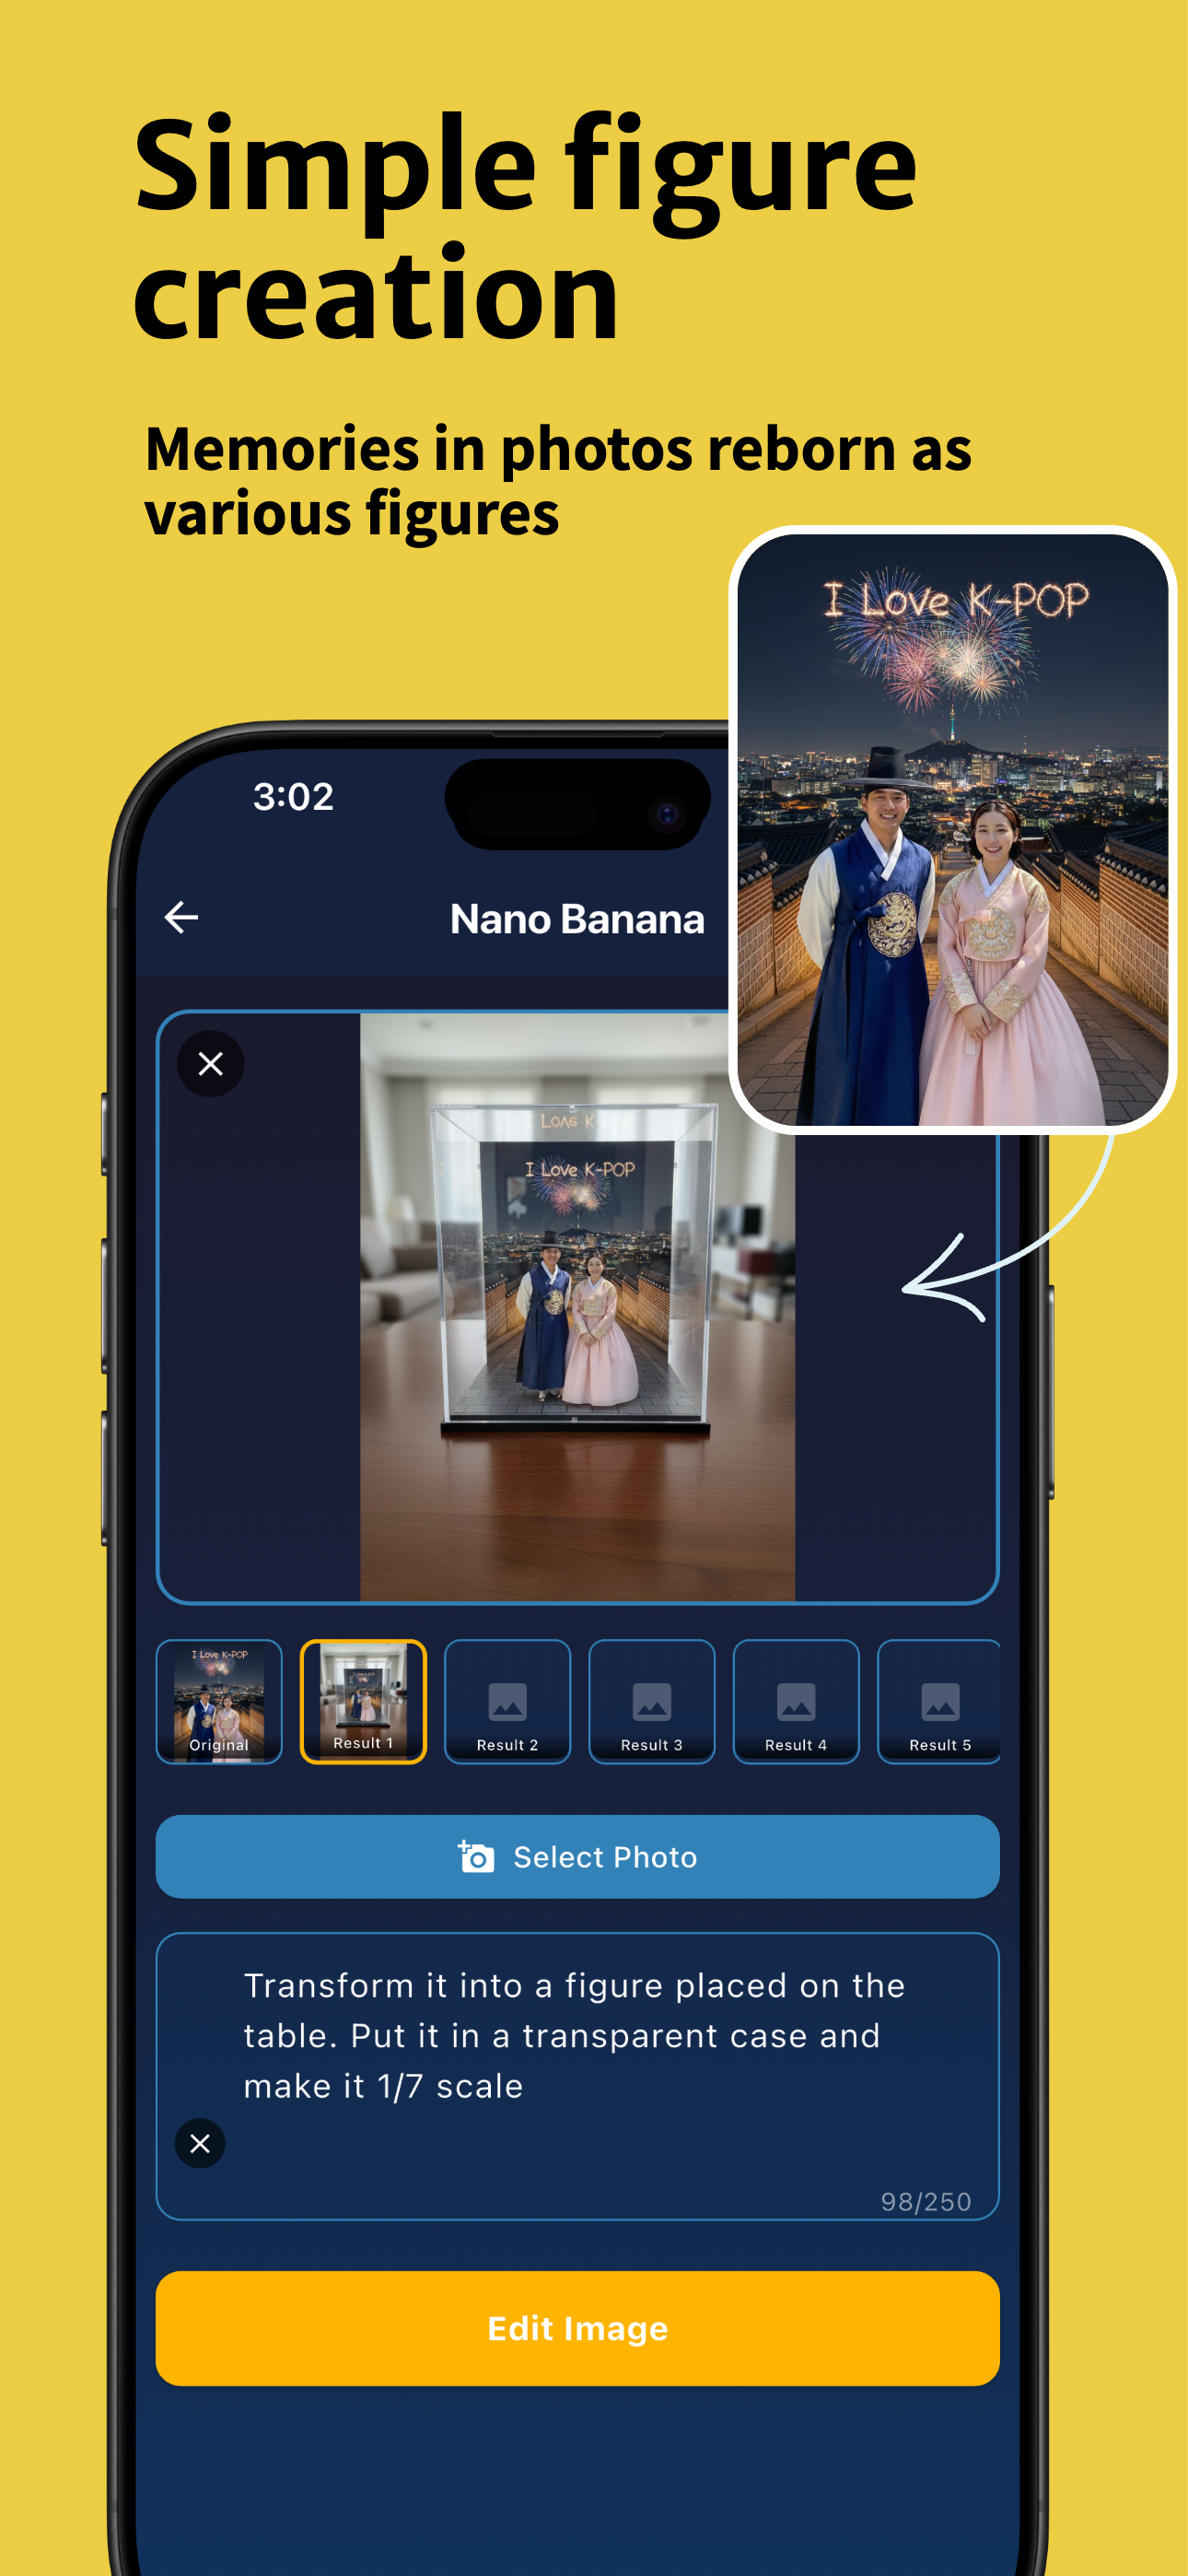 Simple figure
creation
Memories in photos reborn as
various figures
I Love K-POP
3:02
Nano Banana
I Love K-POP
I Love K-POP
Original
Result 1
Result 2
Result 3
Result 4
Result 5
Select Photo
Transform it into a figure placed on the
table. Put it in a transparent case and
make it 1/7 scale
98/250
Edit Image